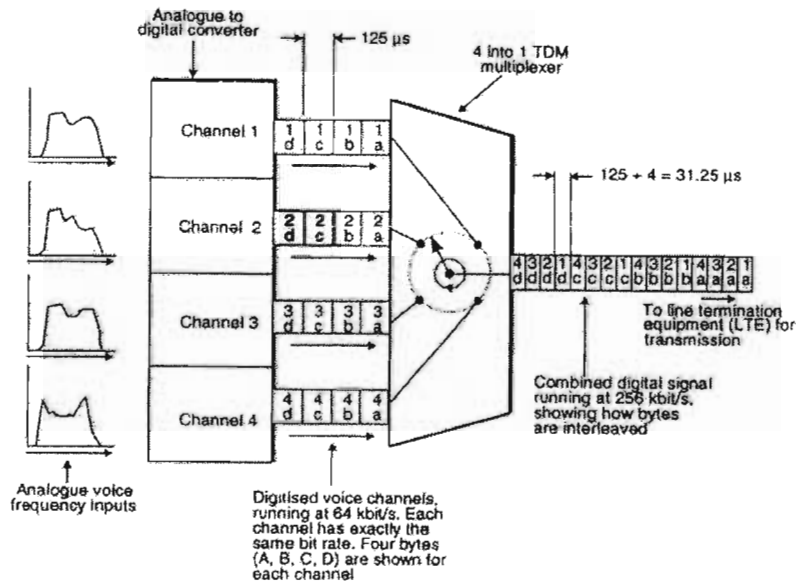 Analogue to
digital converter
125 µs
4 into 1 TDM
multiplexer
Channel 1
1 1 1 1
d c b a
125 ÷ 4 = 31.25 µs
Channel 2
2 2 2 2
d c b a
4 3 2 1 4 3 2 1 4 3 2 1 4 3 2 1
d d d d c c c c b b b b a a a a
Channel 3
3 3 3 3
d c b a
To line termination
equipment (LTE) for
transmission
Channel 4
4 4 4 4
d c b a
Combined digital signal
running at 256 kbit/s,
showing how bytes
are interleaved
Analogue voice
frequency inputs
Digitised voice channels,
running at 64 kbit/s. Each
channel has exactly the
same bit rate. Four bytes
(A, B, C, D) are shown for
each channel